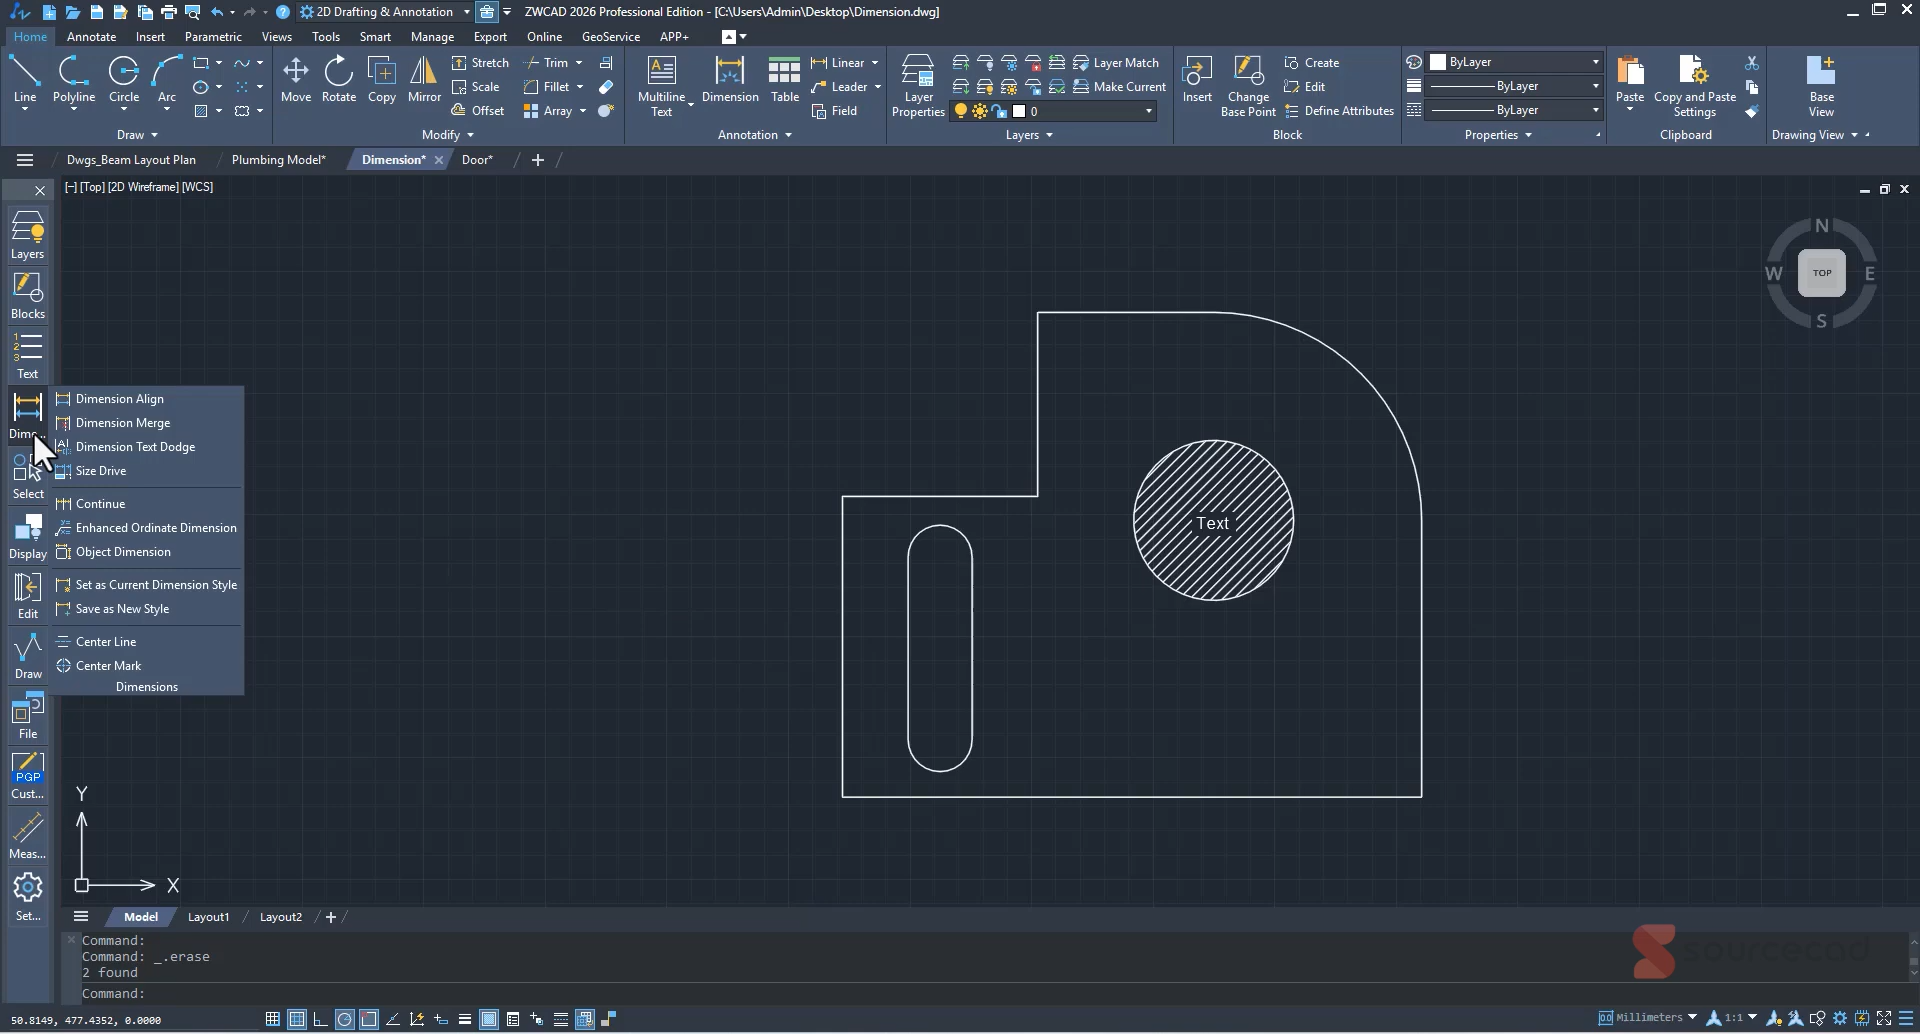 2D Drafting & Annotation
ZWCAD 2026 Professional Edition - [C:\Users\Admin\Desktop\Dimension.dwg]
Home Annotate Insert Parametric Views Tools Smart Manage Export Online GeoService APP+
Line Polyline Circle Arc
Draw
Move Rotate Copy Mirror
Stretch Trim
Scale Fillet
Offset Array
Modify
Multiline Text Dimension Table
Linear
Leader
Field
Annotation
Layer Properties
Layer Match
Make Current
0
Layers
Insert Change Base Point
Create
Edit
Define Attributes
Block
ByLayer
ByLayer
ByLayer
Properties
Paste Copy and Paste Settings
Clipboard
Base View
Drawing View
Dwgs_Beam Layout Plan Plumbing Model* Dimension* Door*
[-] [Top] [2D Wireframe] [WCS]
N
W TOP E
S
Layers
Blocks
1
2
3
Text
Dime...
Select
Display
Edit
Draw
File
PGP
Cust...
Meas...
Set...
Dimension Align
Dimension Merge
Dimension Text Dodge
Size Drive
Continue
Enhanced Ordinate Dimension
Object Dimension
Set as Current Dimension Style
Save as New Style
Center Line
Center Mark
Dimensions
Text
Y
X
Model Layout1 Layout2
Command:
Command: _.erase
2 found
Command:
sourcecad
50.8149, 477.4352, 0.0000
Millimeters 1:1